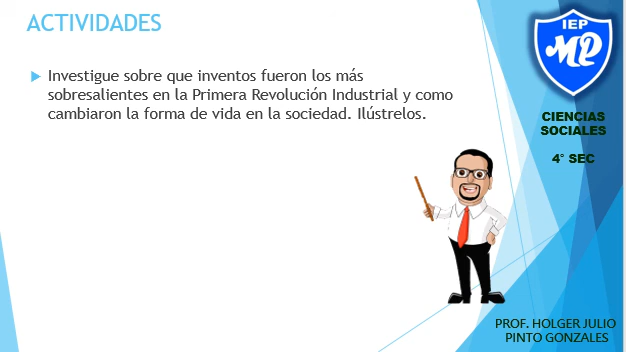 ACTIVIDADES
Investigue sobre que inventos fueron los más
sobresalientes en la Primera Revolución Industrial y como
cambiaron la forma de vida en la sociedad. Ilústrelos.
IEP
MP
CIENCIAS
SOCIALES
4° SEC
PROF. HOLGER JULIO
PINTO GONZALES